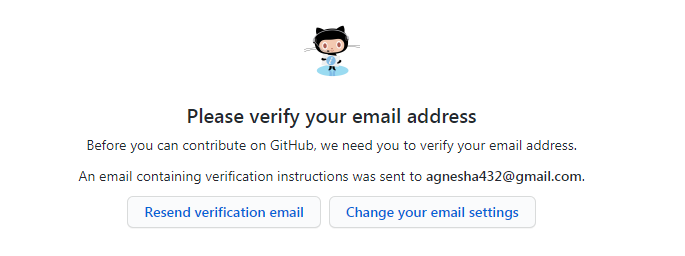 Please verify your email address
Before you can contribute on GitHub, we need you to verify your email address.
An email containing verification instructions was sent to agnesha432@gmail.com.
Resend verification email
Change your email settings